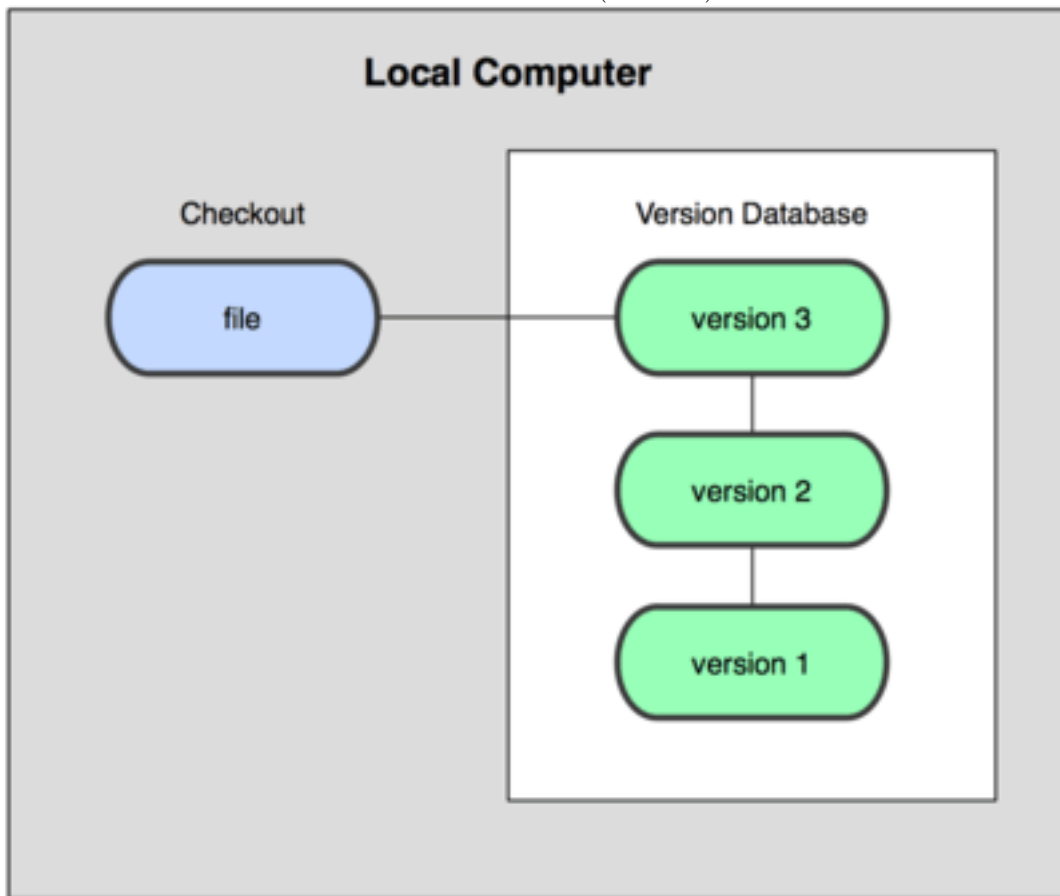 Local Computer
Checkout
Version Database
file
version 3
version 2
version 1